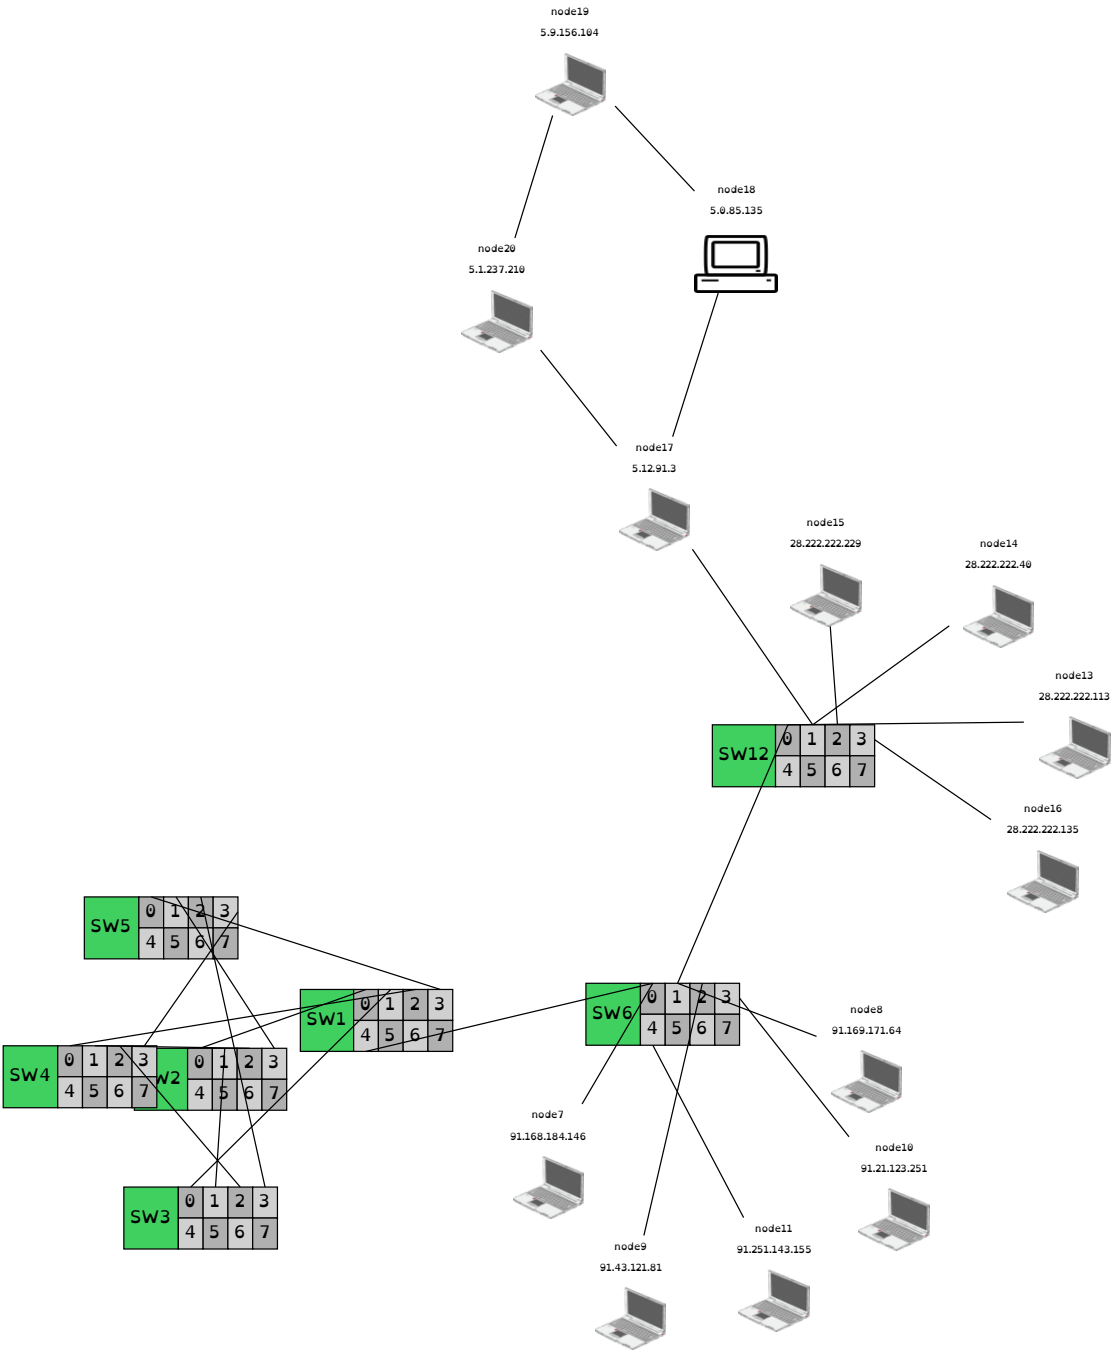 node19
5.9.156.104
node18
5.0.85.135
node20
5.1.237.210
node17
5.12.91.3
node15
28.222.222.229
node14
28.222.222.40
node13
28.222.222.113
SW12 0 1 2 3
4 5 6 7
node16
28.222.222.135
SW5 0 1 2 3
4 5 6 7
SW1 0 1 2 3
4 5 6 7
SW6 0 1 2 3
4 5 6 7
node8
91.169.171.64
SW4 0 1 2 3
4 5 6 7
W2 0 1 2 3
4 5 6 7
node7
91.168.184.146
node10
91.21.123.251
SW3 0 1 2 3
4 5 6 7
node11
91.251.143.155
node9
91.43.121.81